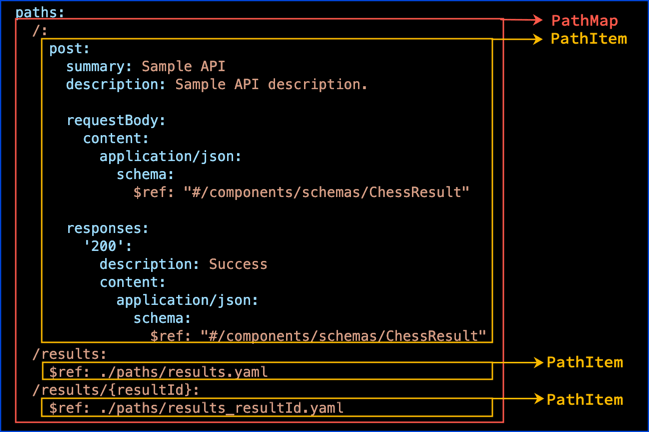 paths:
PathMap
  /:
PathItem
    post:
      summary: Sample API
      description: Sample API description.
      requestBody:
        content:
          application/json:
            schema:
              $ref: "#/components/schemas/ChessResult"
      responses:
        '200':
          description: Success
          content:
            application/json:
              schema:
                $ref: "#/components/schemas/ChessResult"
  /results:
PathItem
    $ref: ./paths/results.yaml
  /results/{resultId}:
PathItem
    $ref: ./paths/results_resultId.yaml